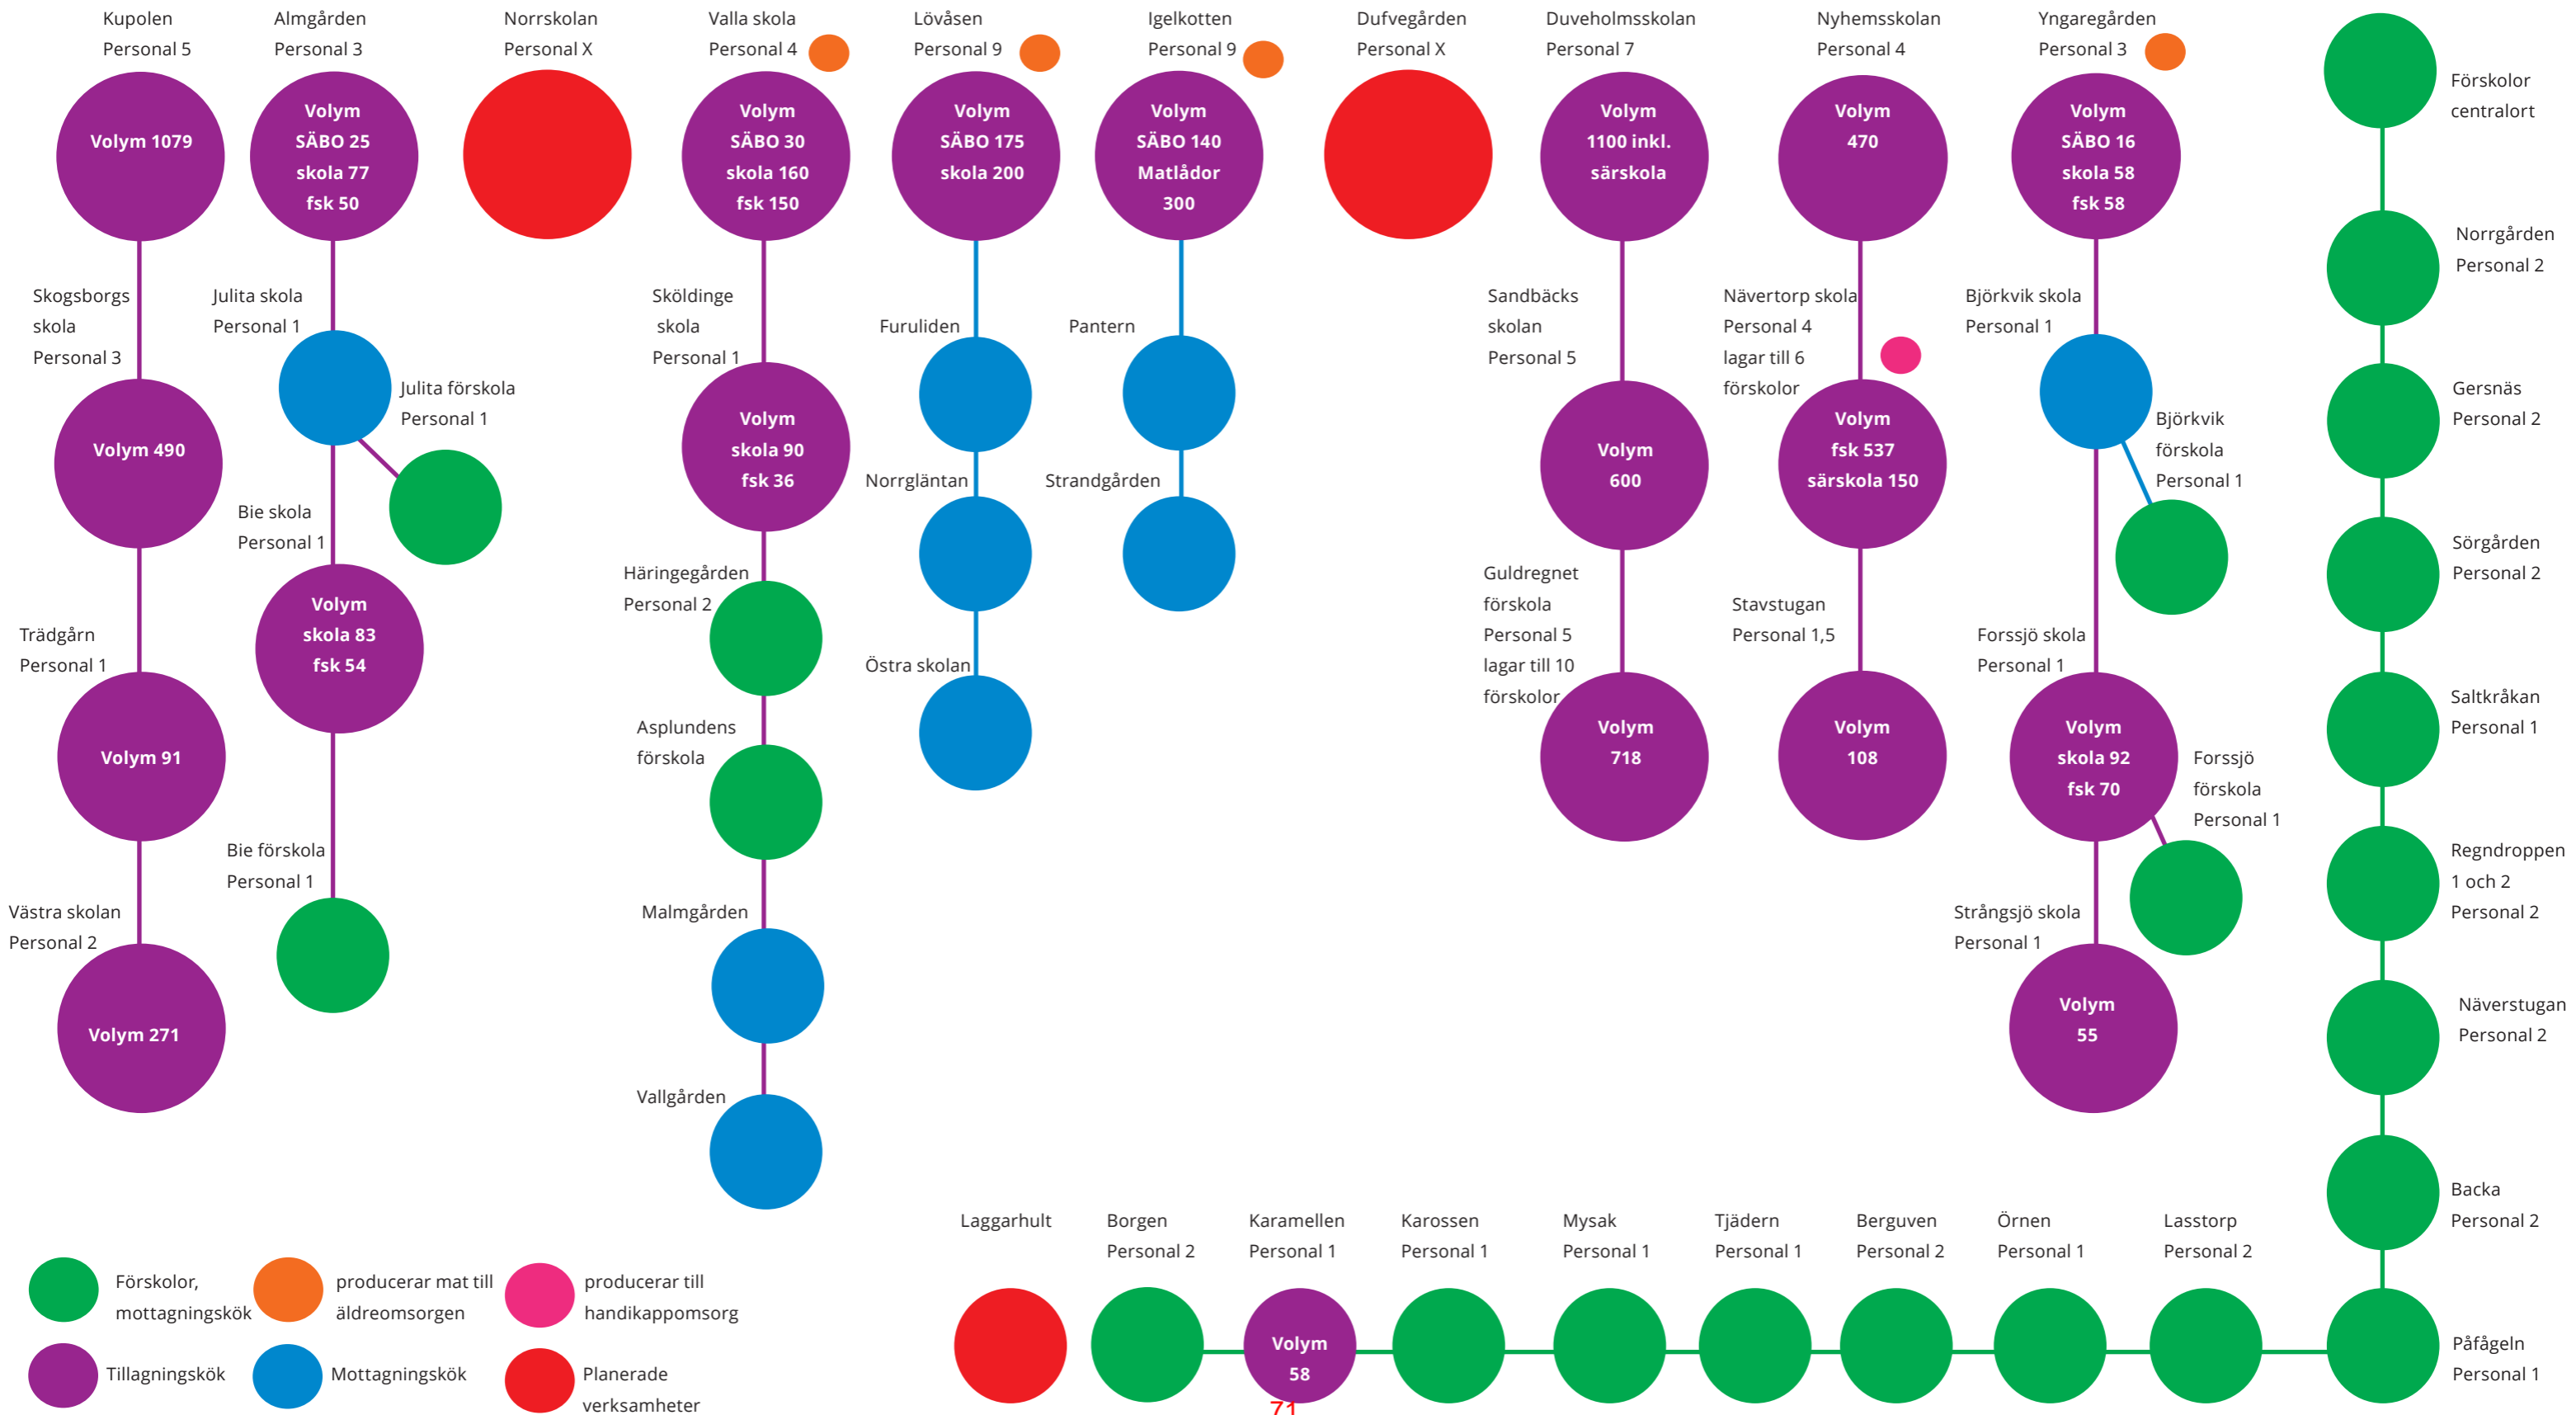 Kupolen
Personal 5
Volym 1079
Skogsborgs
skola
Personal 3
Volym 490
Trädgårn
Personal 1
Volym 91
Västra skolan
Personal 2
Volym 271
Almgården
Personal 3
Volym
SÄBO 25
skola 77
fsk 50
Julita skola
Personal 1
Julita förskola
Personal 1
Bie skola
Personal 1
Volym
skola 83
fsk 54
Bie förskola
Personal 1
Norrskolan
Personal X
Valla skola
Personal 4
Volym
SÄBO 30
skola 160
fsk 150
Sköldinge
skola
Personal 1
Volym
skola 90
fsk 36
Häringegården
Personal 2
Asplundens
förskola
Malmgården
Vallgården
Lövåsen
Personal 9
Volym
SÄBO 175
skola 200
Furuliden
Norrgläntan
Östra skolan
Igelkotten
Personal 9
Volym
SÄBO 140
Matlådor
300
Pantern
Strandgården
Dufvegården
Personal X
Duveholmsskolan
Personal 7
Volym
1100 inkl.
särskola
Sandbäcks
skolan
Personal 5
Volym
600
Guldregnet
förskola
Personal 5
lagar till 10
förskolor
Volym
718
Nyhemsskolan
Personal 4
Volym
470
Nävertorp skola
Personal 4
lagar till 6
förskolor
Volym
fsk 537
särskola 150
Stavstugan
Personal 1,5
Volym
108
Yngaregården
Personal 3
Volym
SÄBO 16
skola 58
fsk 58
Björkvik skola
Personal 1
Björkvik
förskola
Personal 1
Forssjö skola
Personal 1
Volym
skola 92
fsk 70
Forssjö
förskola
Personal 1
Strångsjö skola
Personal 1
Volym
55
Förskolor
centralort
Norrgården
Personal 2
Gersnäs
Personal 2
Sörgården
Personal 2
Saltkråkan
Personal 1
Regndroppen
1 och 2
Personal 2
Näverstugan
Personal 2
Backa
Personal 2
Påfågeln
Personal 1
Laggarhult
Borgen
Personal 2
Karamellen
Personal 1
Volym
58
Karossen
Personal 1
Mysak
Personal 1
Tjädern
Personal 1
Berguven
Personal 2
Örnen
Personal 1
Lasstorp
Personal 2
Förskolor,
mottagningskök
producerar mat till
äldreomsorgen
producerar till
handikappomsorg
Tillagningskök
Mottagningskök
Planerade
verksamheter
71